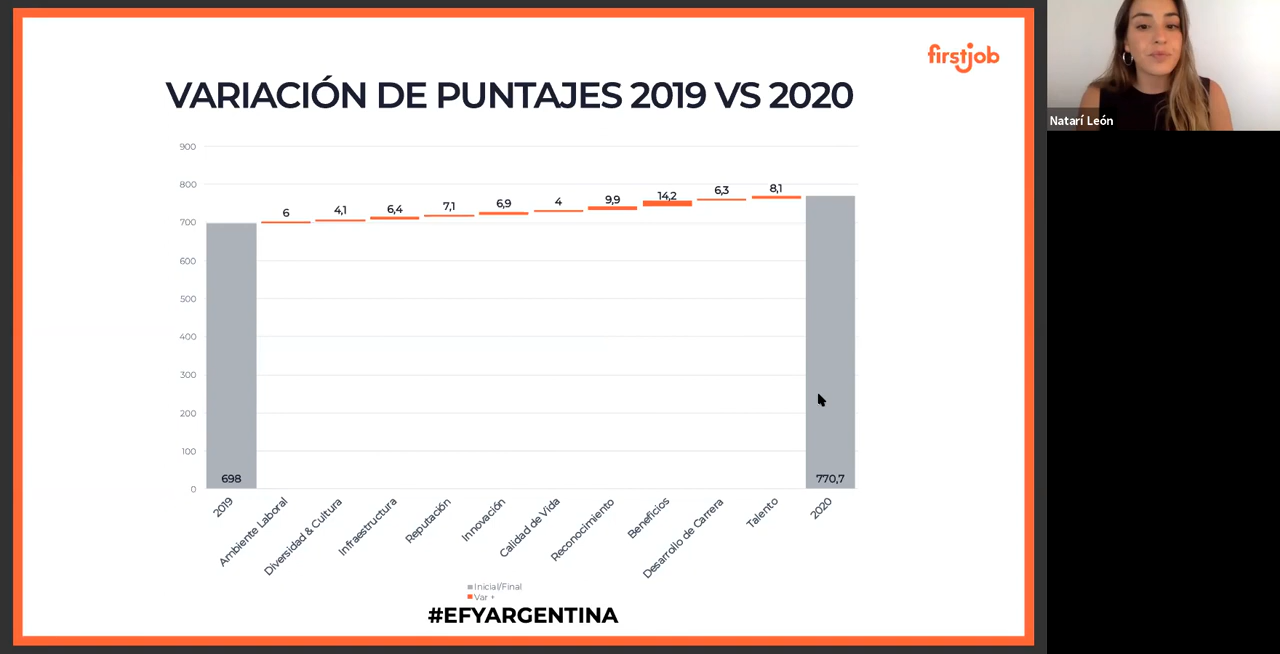 firstjob
VARIACIÓN DE PUNTAJES 2019 VS 2020
Natarí León
900
800
700
600
500
400
300
200
100
0
6
4,1
6,4
7,1
6,9
4
9,9
14,2
6,3
8,1
698
770,7
2019
Ambiente Laboral
Diversidad & Cultura
Infraestructura
Reputación
Innovación
Calidad de Vida
Reconocimiento
Beneficios
Desarrollo de Carrera
Talento
2020
Inicial/Final
Var +
#EFYARGENTINA